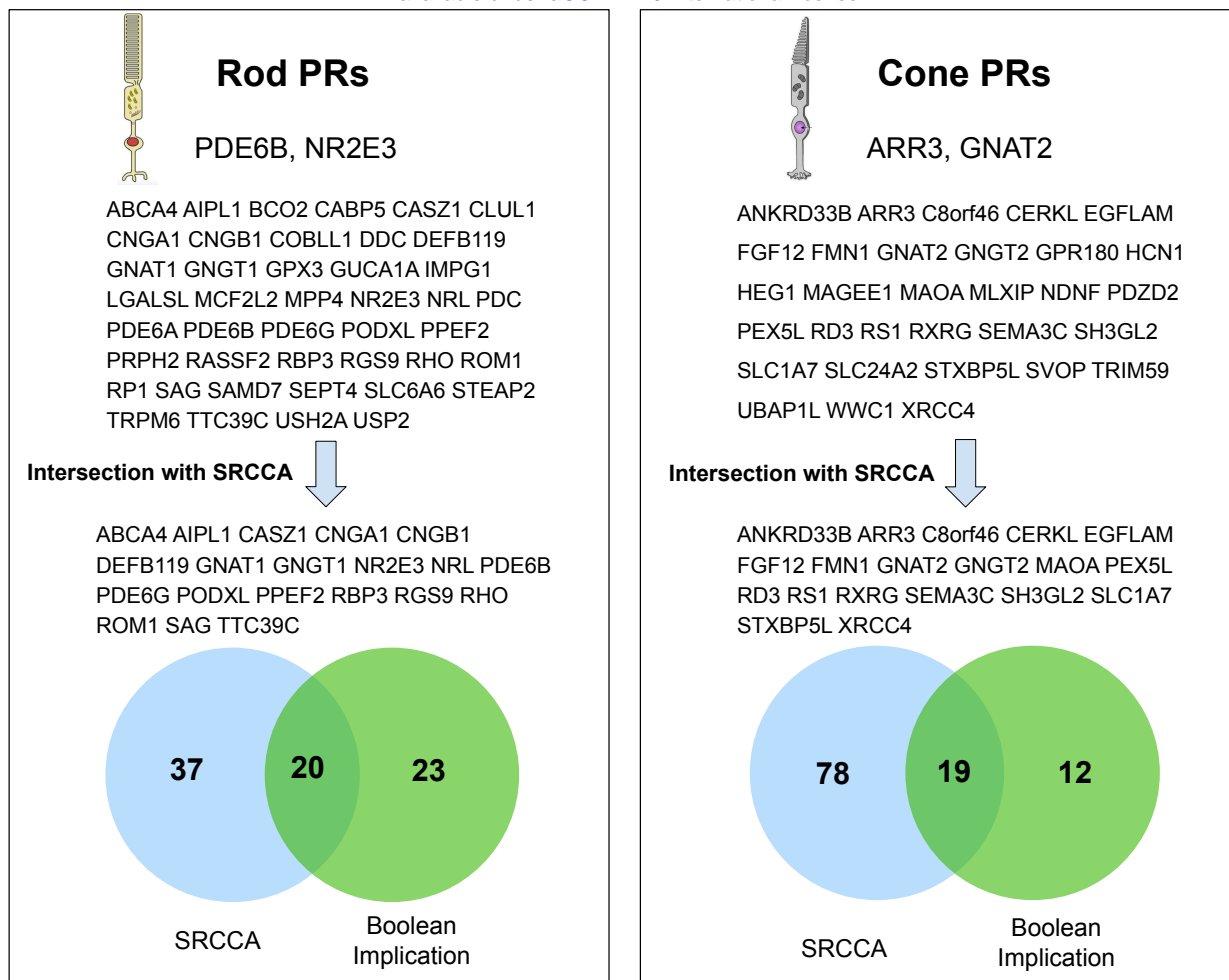 Rod PRs
PDE6B, NR2E3
ABCA4 AIPL1 BCO2 CABP5 CASZ1 CLUL1
CNGA1 CNGB1 COBLL1 DDC DEFB119
GNAT1 GNGT1 GPX3 GUCA1A IMPG1
LGALSL MCF2L2 MPP4 NR2E3 NRL PDC
PDE6A PDE6B PDE6G PODXL PPEF2
PRPH2 RASSF2 RBP3 RGS9 RHO ROM1
RP1 SAG SAMD7 SEPT4 SLC6A6 STEAP2
TRPM6 TTC39C USH2A USP2
Intersection with SRCCA
ABCA4 AIPL1 CASZ1 CNGA1 CNGB1
DEFB119 GNAT1 GNGT1 NR2E3 NRL PDE6B
PDE6G PODXL PPEF2 RBP3 RGS9 RHO
ROM1 SAG TTC39C
37
20
23
SRCCA
Boolean
Implication
Cone PRs
ARR3, GNAT2
ANKRD33B ARR3 C8orf46 CERKL EGFLAM
FGF12 FMN1 GNAT2 GNGT2 GPR180 HCN1
HEG1 MAGEE1 MAOA MLXIP NDNF PDZD2
PEX5L RD3 RS1 RXRG SEMA3C SH3GL2
SLC1A7 SLC24A2 STXBP5L SVOP TRIM59
UBAP1L WWC1 XRCC4
Intersection with SRCCA
ANKRD33B ARR3 C8orf46 CERKL EGFLAM
FGF12 FMN1 GNAT2 GNGT2 MAOA PEX5L
RD3 RS1 RXRG SEMA3C SH3GL2 SLC1A7
STXBP5L XRCC4
78
19
12
SRCCA
Boolean
Implication